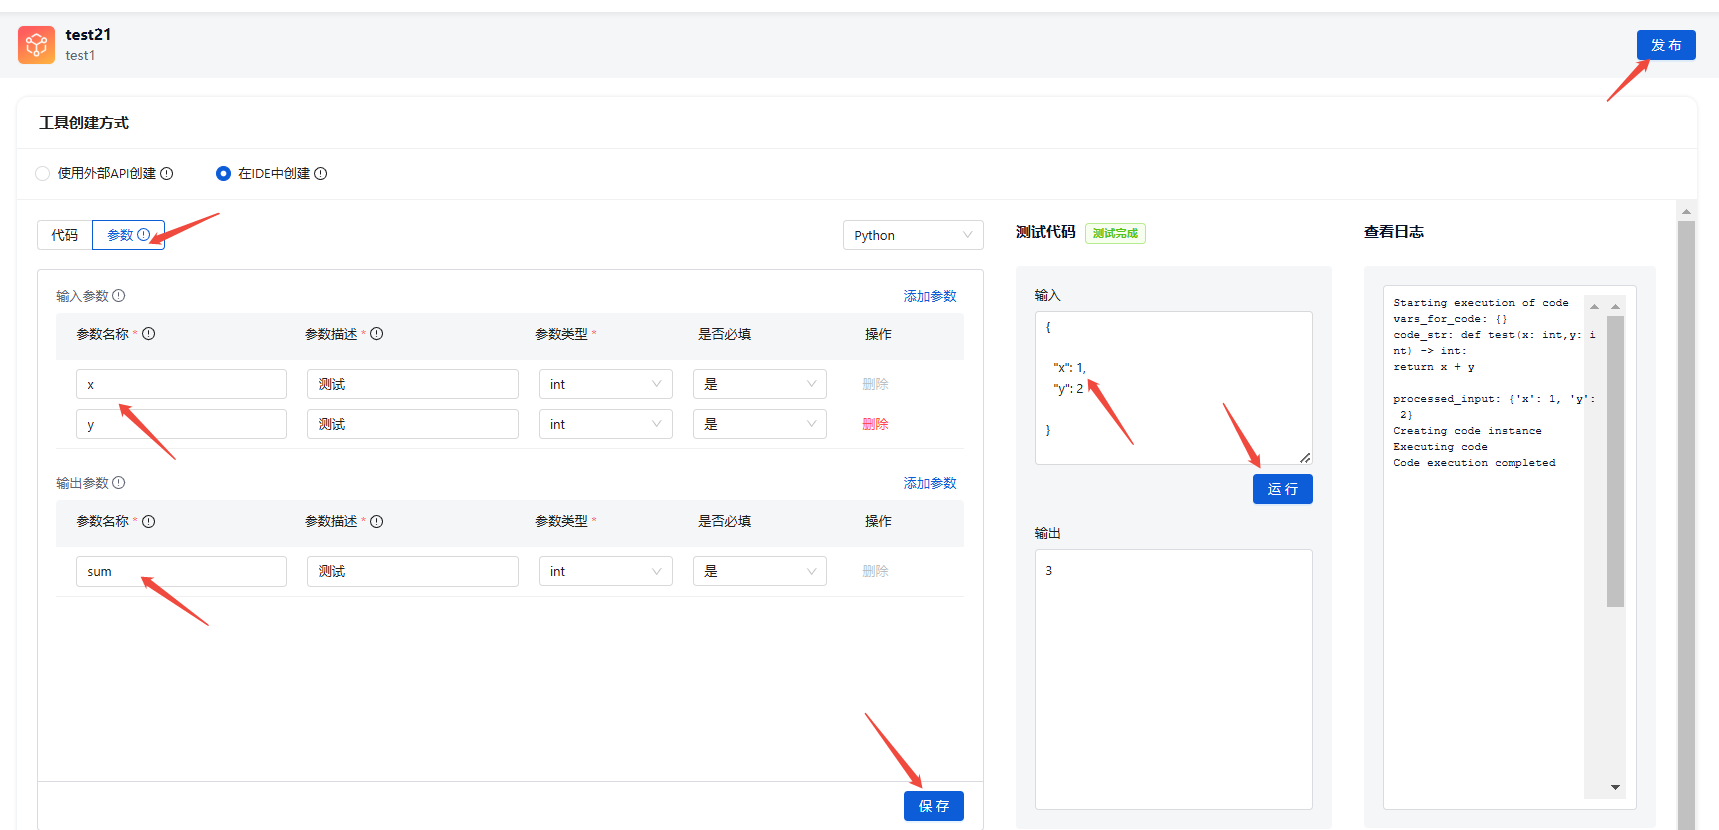 test21
test1
发 布
工具创建方式
使用外部API创建
在IDE中创建
代码
参数
Python
输入参数
添加参数
参数名称 *
参数描述 *
参数类型 *
是否必填
操作
x
测试
int
是
删除
y
测试
int
是
删除
输出参数
添加参数
参数名称 *
参数描述 *
参数类型 *
是否必填
操作
sum
测试
int
是
删除
保 存
测试代码
测试完成
输入
{
"x": 1,
"y": 2
}
运 行
输出
3
查看日志
Starting execution of code
vars_for_code: {}
code_str: def test(x: int,y: i
nt) -> int:
return x + y
processed_input: {'x': 1, 'y':
2}
Creating code instance
Executing code
Code execution completed